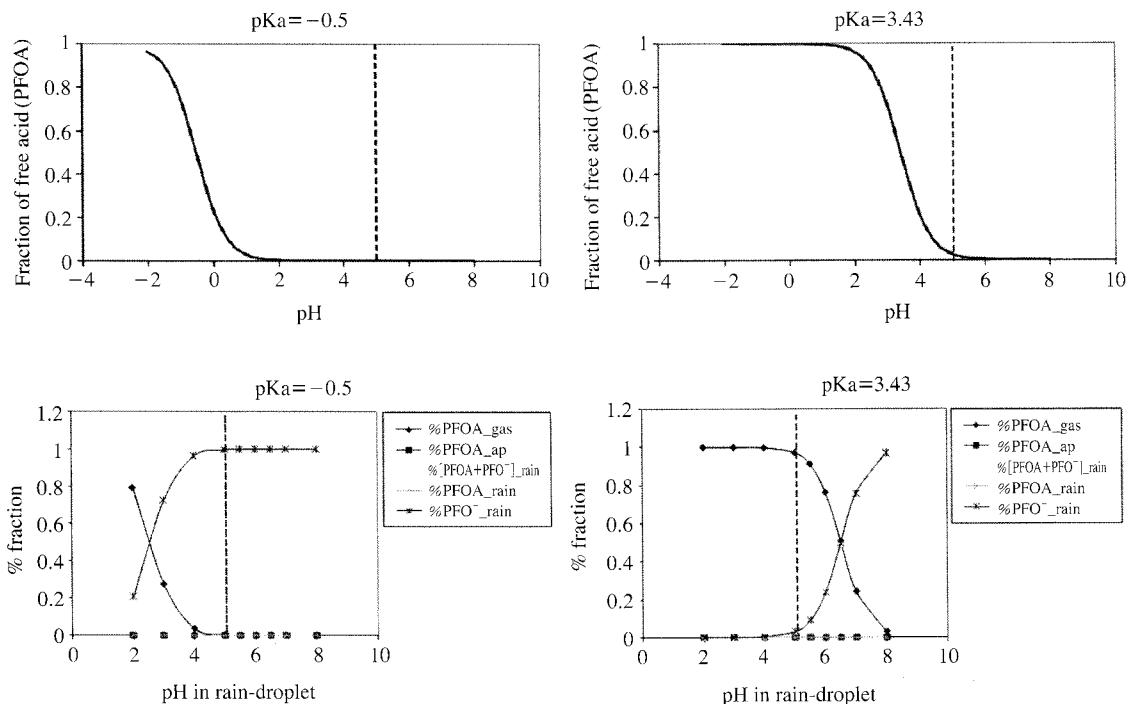 pKa=−0.5
Fraction of free acid (PFOA)
1
0.8
0.6
0.4
0.2
0
−4
−2
0
2
4
6
8
10
pH
pKa=3.43
Fraction of free acid (PFOA)
1
0.8
0.6
0.4
0.2
0
−4
−2
0
2
4
6
8
10
pH
pKa=−0.5
% fraction
1.2
1
0.8
0.6
0.4
0.2
0
0
2
4
6
8
10
pH in rain-droplet
%PFOA_gas
%PFOA_ap
%[PFOA+PFO⁻]_rain
%PFOA_rain
%PFO⁻_rain
pKa=3.43
% fraction
1.2
1
0.8
0.6
0.4
0.2
0
0
2
4
6
8
10
pH in rain-droplet
%PFOA_gas
%PFOA_ap
%[PFOA+PFO⁻]_rain
%PFOA_rain
%PFO⁻_rain